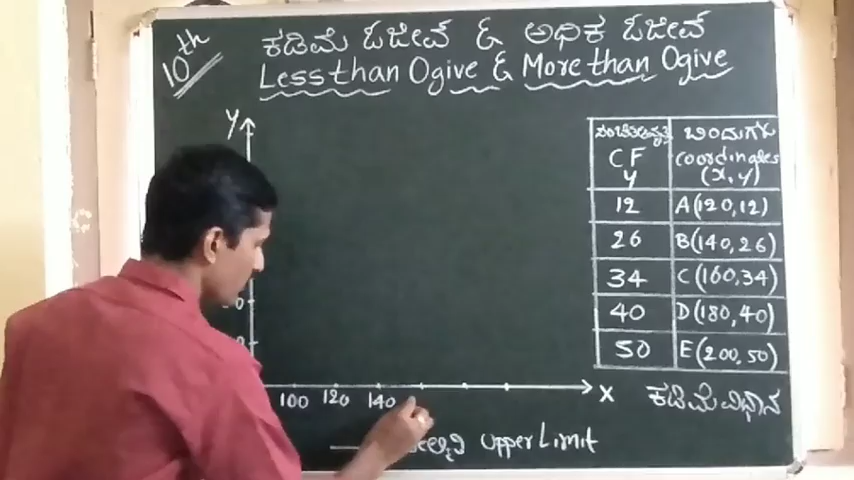 10th
ಕಡಿಮೆ ಓಜೀವ್ & ಅಧಿಕ ಓಜೀವ್
Less than Ogive & More than Ogive
Y
CF
y
ಬಿಂದುಗಳು
coordinates
(x, y)
12 A(120,12)
26 B(140,26)
34 C(160,34)
40 D(180,40)
50 E(200,50)
X
ಕಡಿಮೆ ವಿಧಾನ
100 120 140
Upper Limit